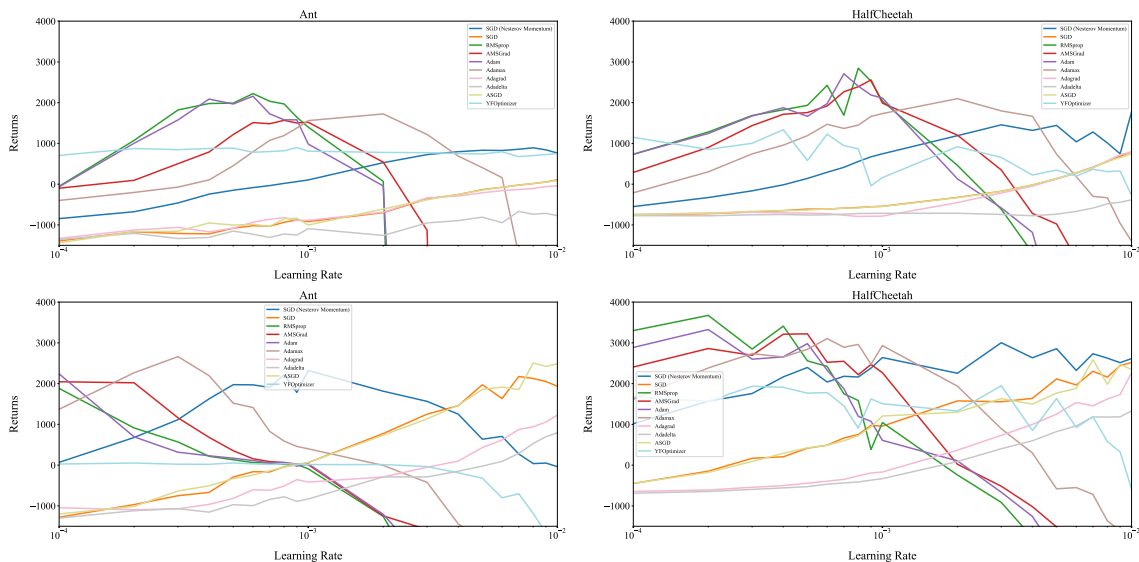 Ant
4000
3000
2000
1000
0
−1000
Returns
SGD (Nesterov Momentum)
SGD
RMSprop
AMSGrad
Adam
Adamax
Adagrad
Adadelta
ASGD
YFOptimizer
10⁻⁴
10⁻³
10⁻²
Learning Rate
HalfCheetah
4000
3000
2000
1000
0
−1000
Returns
SGD (Nesterov Momentum)
SGD
RMSprop
AMSGrad
Adam
Adamax
Adagrad
Adadelta
ASGD
YFOptimizer
10⁻⁴
10⁻³
10⁻²
Learning Rate
Ant
4000
3000
2000
1000
0
−1000
Returns
SGD (Nesterov Momentum)
SGD
RMSprop
AMSGrad
Adam
Adamax
Adagrad
Adadelta
ASGD
YFOptimizer
10⁻⁴
10⁻³
10⁻²
Learning Rate
HalfCheetah
4000
3000
2000
1000
0
−1000
Returns
SGD (Nesterov Momentum)
SGD
RMSprop
AMSGrad
Adam
Adamax
Adagrad
Adadelta
ASGD
YFOptimizer
10⁻⁴
10⁻³
10⁻²
Learning Rate